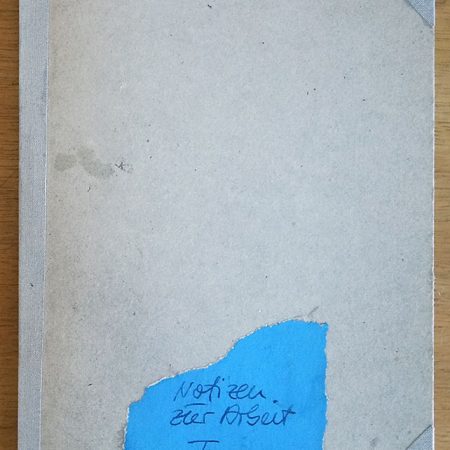 Notizen
zur Arbeit
I